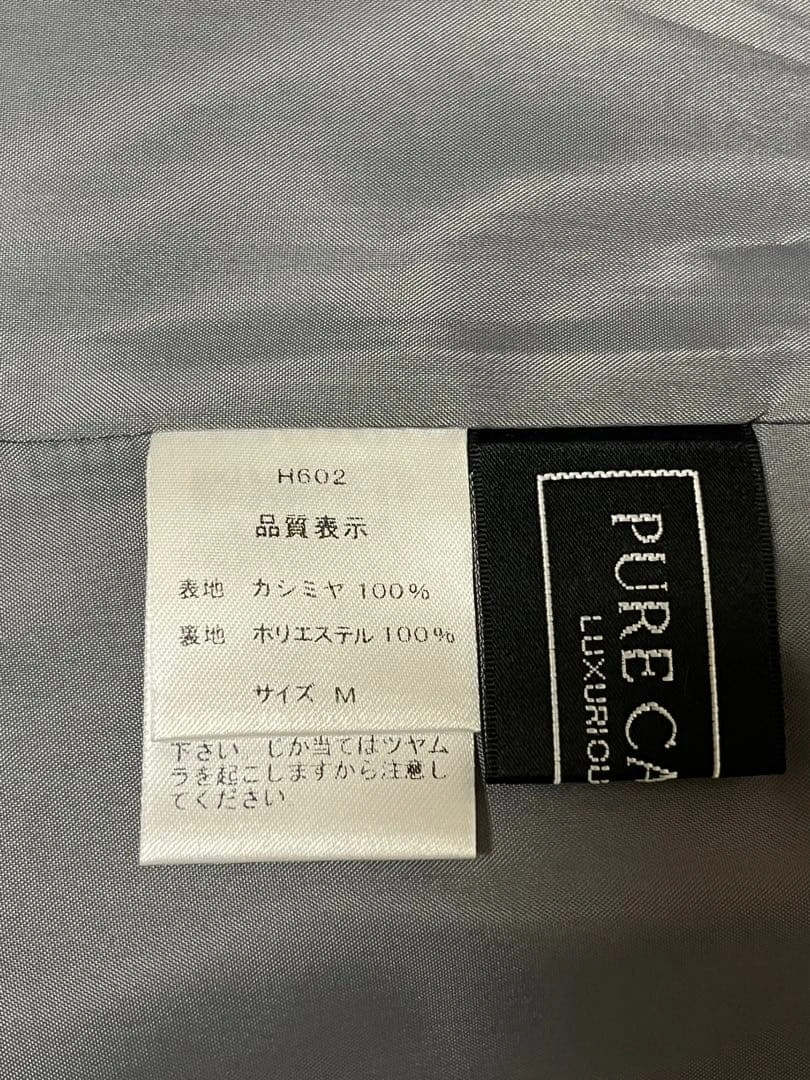 H602
品質表示
表地 カシミヤ 100%
裏地 ポリエステル 100%
サイズ M
下さい じか当てはツヤム
ラを起こしますから注意し
てください
PURE CA
LUXURIOU